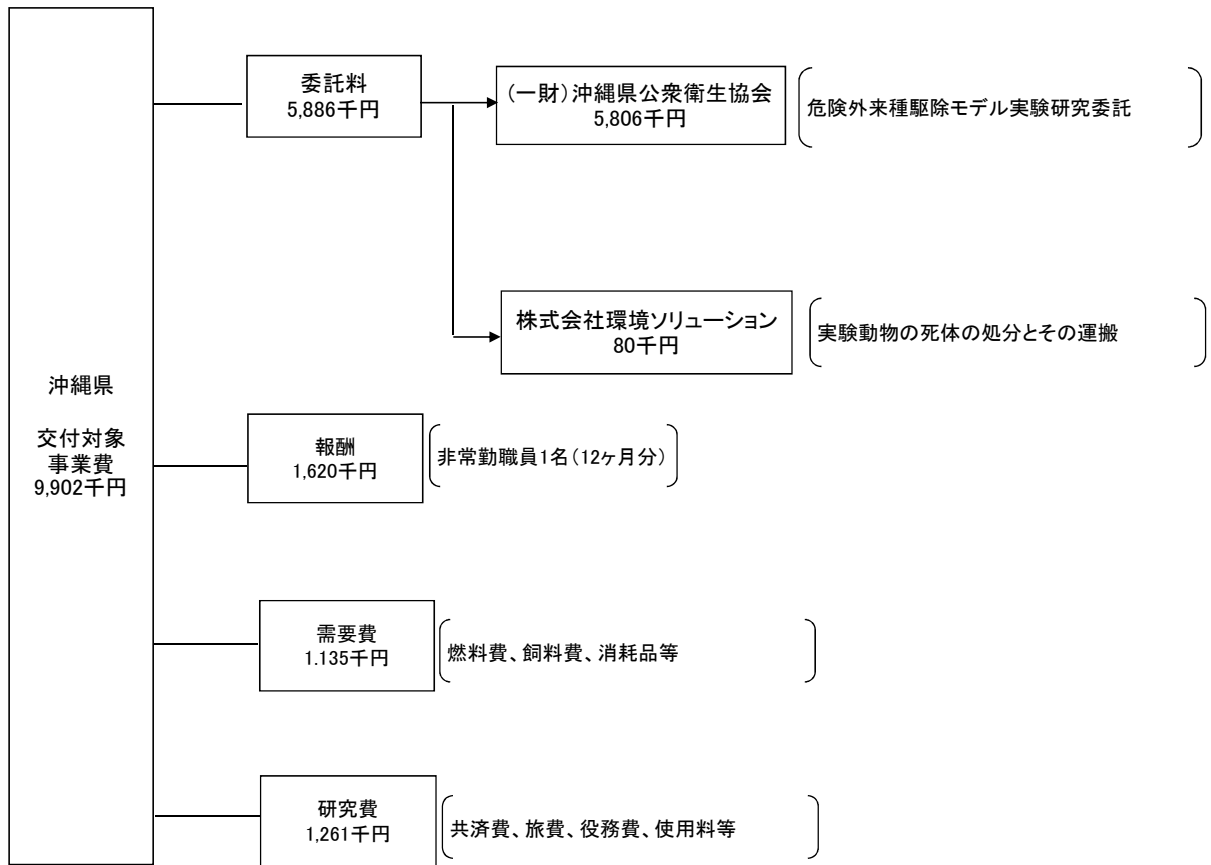 沖縄県
交付対象
事業費
9,902千円
委託料
5,886千円
(一財)沖縄県公衆衛生協会
5,806千円
危険外来種駆除モデル実験研究委託
株式会社環境ソリューション
80千円
実験動物の死体の処分とその運搬
報酬
1,620千円
非常勤職員1名(12ヶ月分)
需要費
1.135千円
燃料費、飼料費、消耗品等
研究費
1,261千円
共済費、旅費、役務費、使用料等